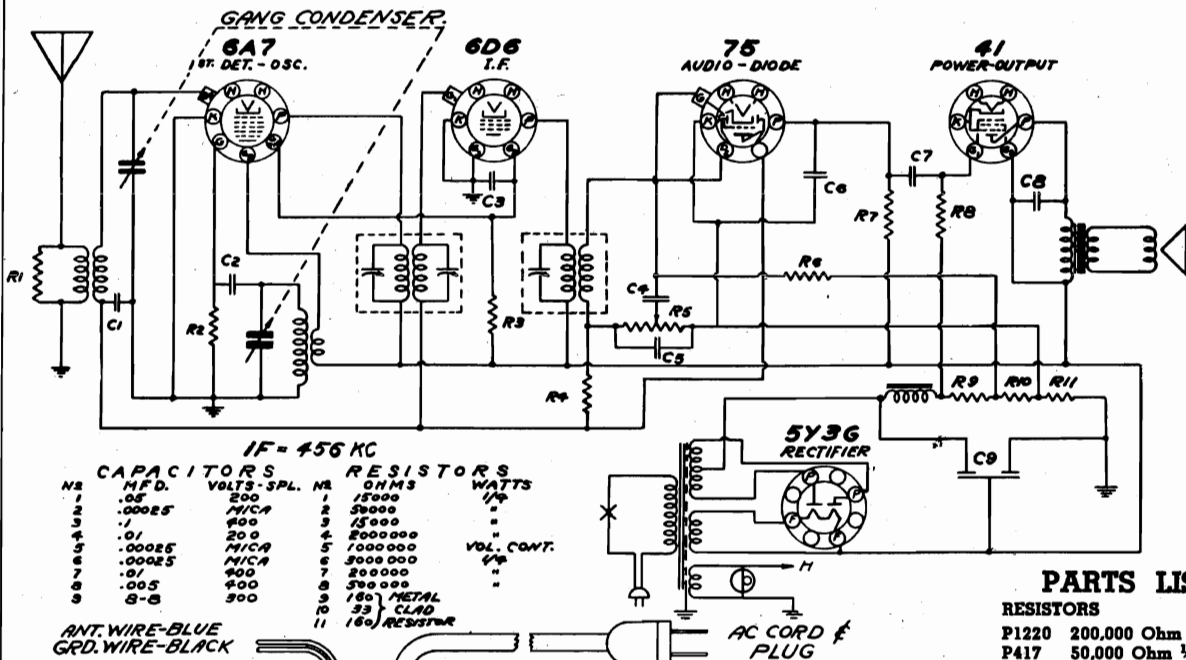 GANG CONDENSER.
6A7
1ST. DET.-OSC.
6D6
I.F.
75
AUDIO-DIODE
41
POWER-OUTPUT
H H
H H
H H
H H
K
G
P
K
P
G
K
P
K
P
C3
C6
C7
C8
R7
R8
R1
C1
C2
R2
R3
C4
R6
R5
C5
R4
R9 R10 R11
C9
5Y3G
RECTIFIER
P
P
F
F
H
IF = 456 KC
CAPACITORS
Nº MFD. VOLTS-SPL.
1 .05 200
2 .00025 MICA
3 .1 400
4 .01 200
5 .00025 MICA
6 .00025 MICA
7 .01 400
8 .005 400
9 8-8 300
RESISTORS
Nº OHMS WATTS
1 15000 1/4
2 50000 "
3 15000 "
4 2000000 "
5 1000000 VOL. CONT.
6 3000000 1/4
7 200000 "
8 500000 "
9 160 } METAL
10 33 } CLAD
11 160 } RESISTOR
ANT. WIRE-BLUE
GRD. WIRE-BLACK
AC CORD &
PLUG
PARTS LIS
RESISTORS
P1220 200,000 Ohm
P417 50,000 Ohm